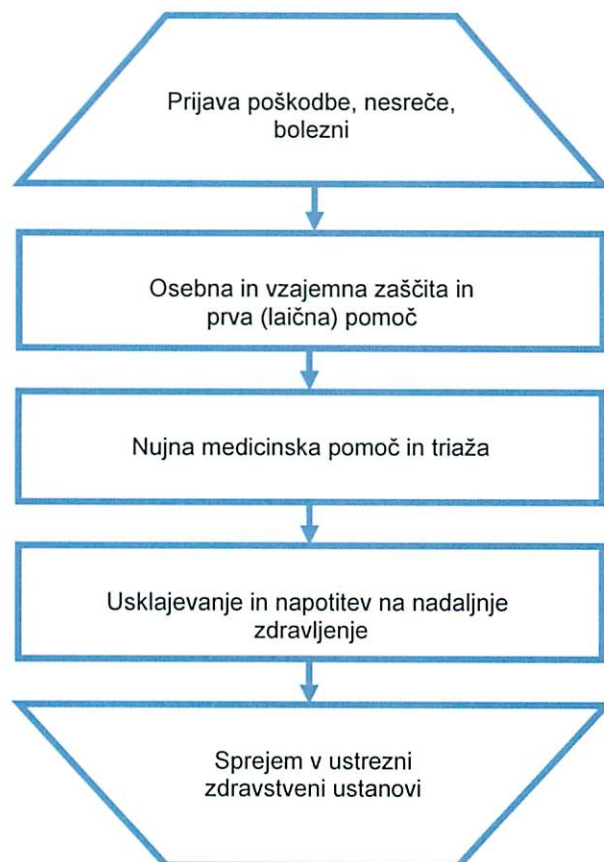 Prijava poškodbe, nesreče,
bolezni
Osebna in vzajemna zaščita in
prva (laična) pomoč
Nujna medicinska pomoč in triaža
Usklajevanje in napotitev na nadaljnje
zdravljenje
Sprejem v ustrezni
zdravstveni ustanovi